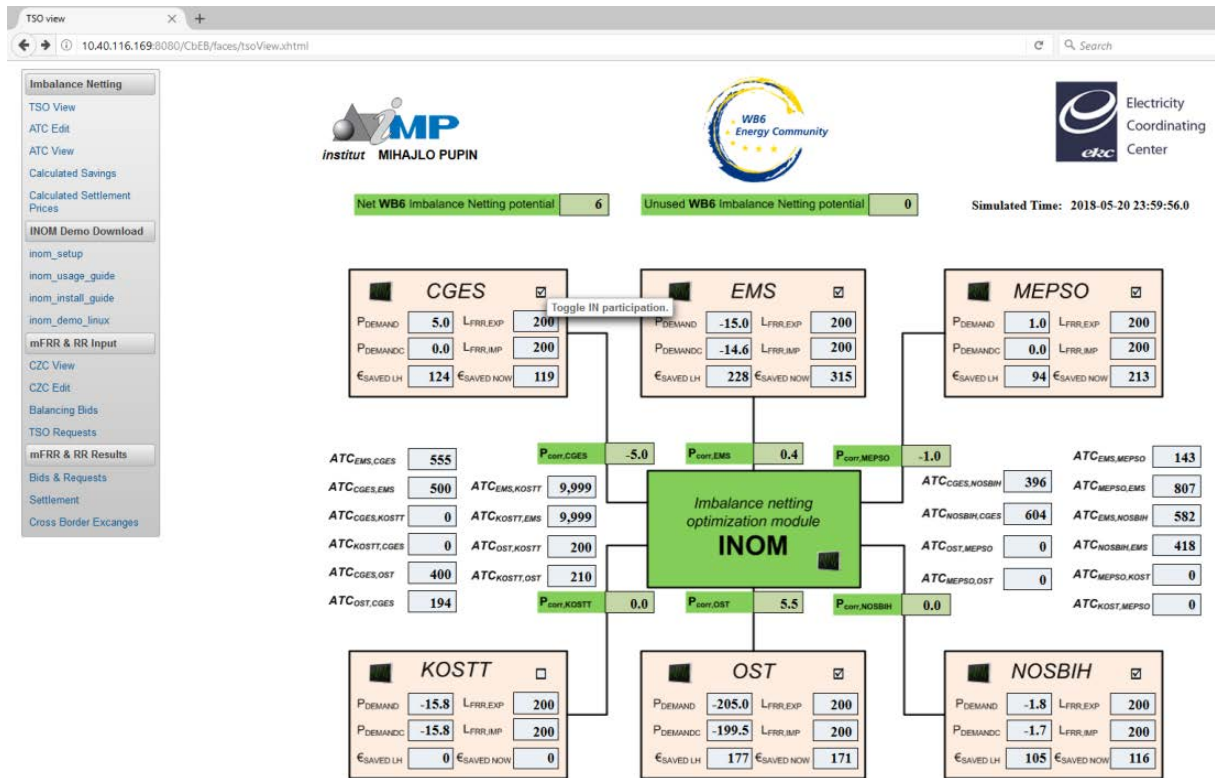 TSO view × +
10.40.116.169:8080/CbEB/faces/tsoView.xhtml Search
Imbalance Netting
TSO View
ATC Edit
ATC View
Calculated Savings
Calculated Settlement
Prices
INOM Demo Download
inom_setup
inom_usage_guide
inom_install_guide
inom_demo_linux
mFRR & RR Input
CZC View
CZC Edit
Balancing Bids
TSO Requests
mFRR & RR Results
Bids & Requests
Settlement
Cross Border Excanges
iMP
institut MIHAJLO PUPIN
WB6
Energy Community
ekc
Electricity
Coordinating
Center
Net WB6 Imbalance Netting potential 6
Unused WB6 Imbalance Netting potential 0
Simulated Time: 2018-05-20 23:59:56.0
CGES
Toggle IN participation.
PDEMAND 5.0 LFRR,EXP 200
PDEMANDC 0.0 LFRR,IMP 200
€SAVED LH 124 €SAVED NOW 119
EMS
PDEMAND -15.0 LFRR,EXP 200
PDEMANDC -14.6 LFRR,IMP 200
€SAVED LH 228 €SAVED NOW 315
MEPSO
PDEMAND 1.0 LFRR,EXP 200
PDEMANDC 0.0 LFRR,IMP 200
€SAVED LH 94 €SAVED NOW 213
Pcorr,CGES -5.0
Pcorr,EMS 0.4
Pcorr,MEPSO -1.0
ATCEMS,CGES 555
ATCCGES,EMS 500 ATCEMS,KOSTT 9,999
ATCCGES,KOSTT 0 ATCKOSTT,EMS 9,999
ATCKOSTT,CGES 0 ATCOST,KOSTT 200
ATCCGES,OST 400 ATCKOSTT,OST 210
ATCOST,CGES 194
Imbalance netting
optimization module
INOM
ATCEMS,MEPSO 143
ATCCGES,NOSBIH 396 ATCMEPSO,EMS 807
ATCNOSBIH,CGES 604 ATCEMS,NOSBIH 582
ATCOST,MEPSO 0 ATCNOSBIH,EMS 418
ATCMEPSO,OST 0 ATCMEPSO,KOST 0
ATCKOST,MEPSO 0
Pcorr,KOSTT 0.0
Pcorr,OST 5.5
Pcorr,NOSBIH 0.0
KOSTT
PDEMAND -15.8 LFRR,EXP 200
PDEMANDC -15.8 LFRR,IMP 200
€SAVED LH 0 €SAVED NOW 0
OST
PDEMAND -205.0 LFRR,EXP 200
PDEMANDC -199.5 LFRR,IMP 200
€SAVED LH 177 €SAVED NOW 171
NOSBIH
PDEMAND -1.8 LFRR,EXP 200
PDEMANDC -1.7 LFRR,IMP 200
€SAVED LH 105 €SAVED NOW 116